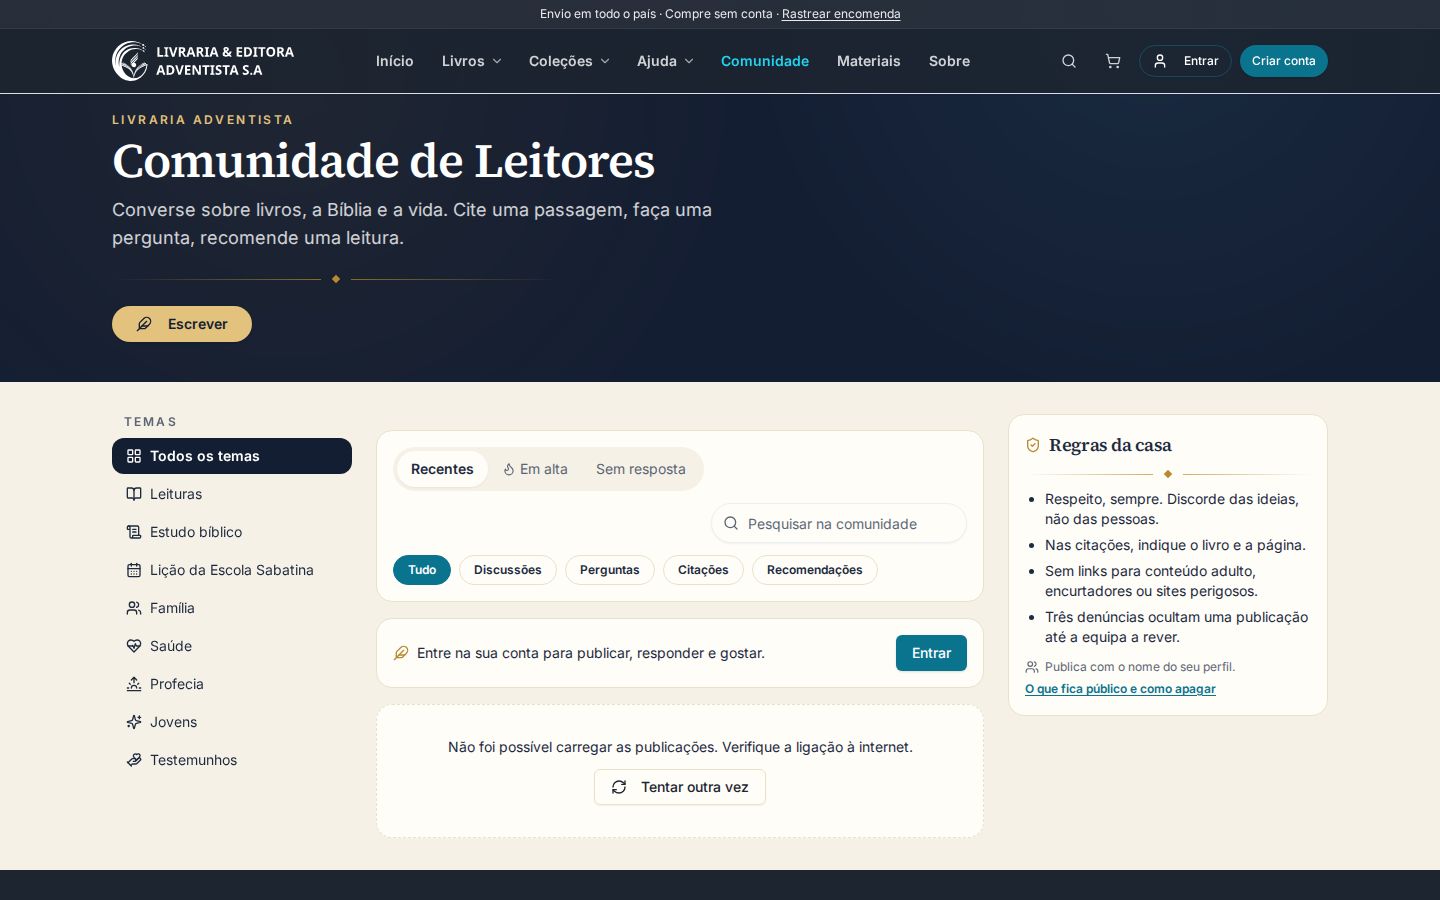 Envio em todo o país · Compre sem conta · Rastrear encomenda
LIVRARIA & EDITORA
ADVENTISTA S.A
Início
Livros
Coleções
Ajuda
Comunidade
Materiais
Sobre
Entrar
Criar conta
LIVRARIA ADVENTISTA
Comunidade de Leitores
Converse sobre livros, a Bíblia e a vida. Cite uma passagem, faça uma
pergunta, recomende uma leitura.
Escrever
TEMAS
Todos os temas
Leituras
Estudo bíblico
Lição da Escola Sabatina
Família
Saúde
Profecia
Jovens
Testemunhos
Recentes
Em alta
Sem resposta
Pesquisar na comunidade
Tudo
Discussões
Perguntas
Citações
Recomendações
Entre na sua conta para publicar, responder e gostar.
Entrar
Não foi possível carregar as publicações. Verifique a ligação à internet.
Tentar outra vez
Regras da casa
Respeito, sempre. Discorde das ideias,
não das pessoas.
Nas citações, indique o livro e a página.
Sem links para conteúdo adulto,
encurtadores ou sites perigosos.
Três denúncias ocultam uma publicação
até a equipa a rever.
Publica com o nome do seu perfil.
O que fica público e como apagar